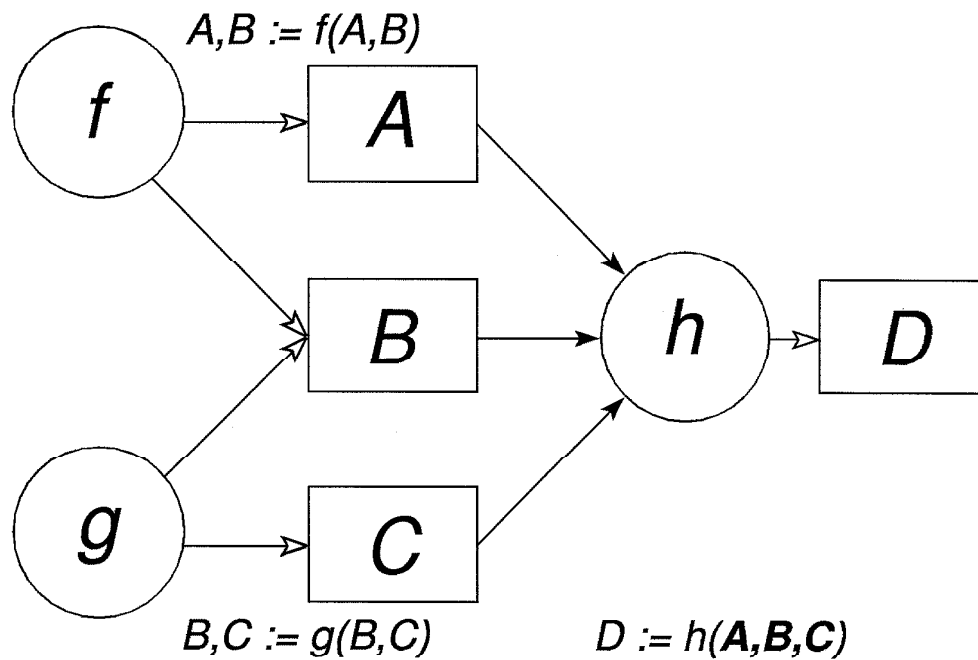 A,B := f(A,B)
f
A
B
h
D
g
C
B,C := g(B,C)
D := h(A,B,C)